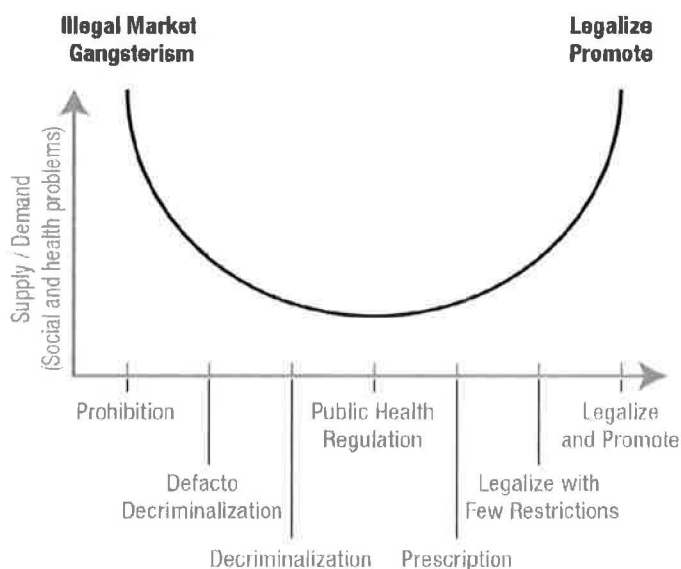 Illegal Market
Gangsterism
Legalize
Promote
Supply / Demand
(Social and health problems)
Prohibition
Public Health
Regulation
Legalize
and Promote
Defacto
Decriminalization
Legalize with
Few Restrictions
Decriminalization
Prescription